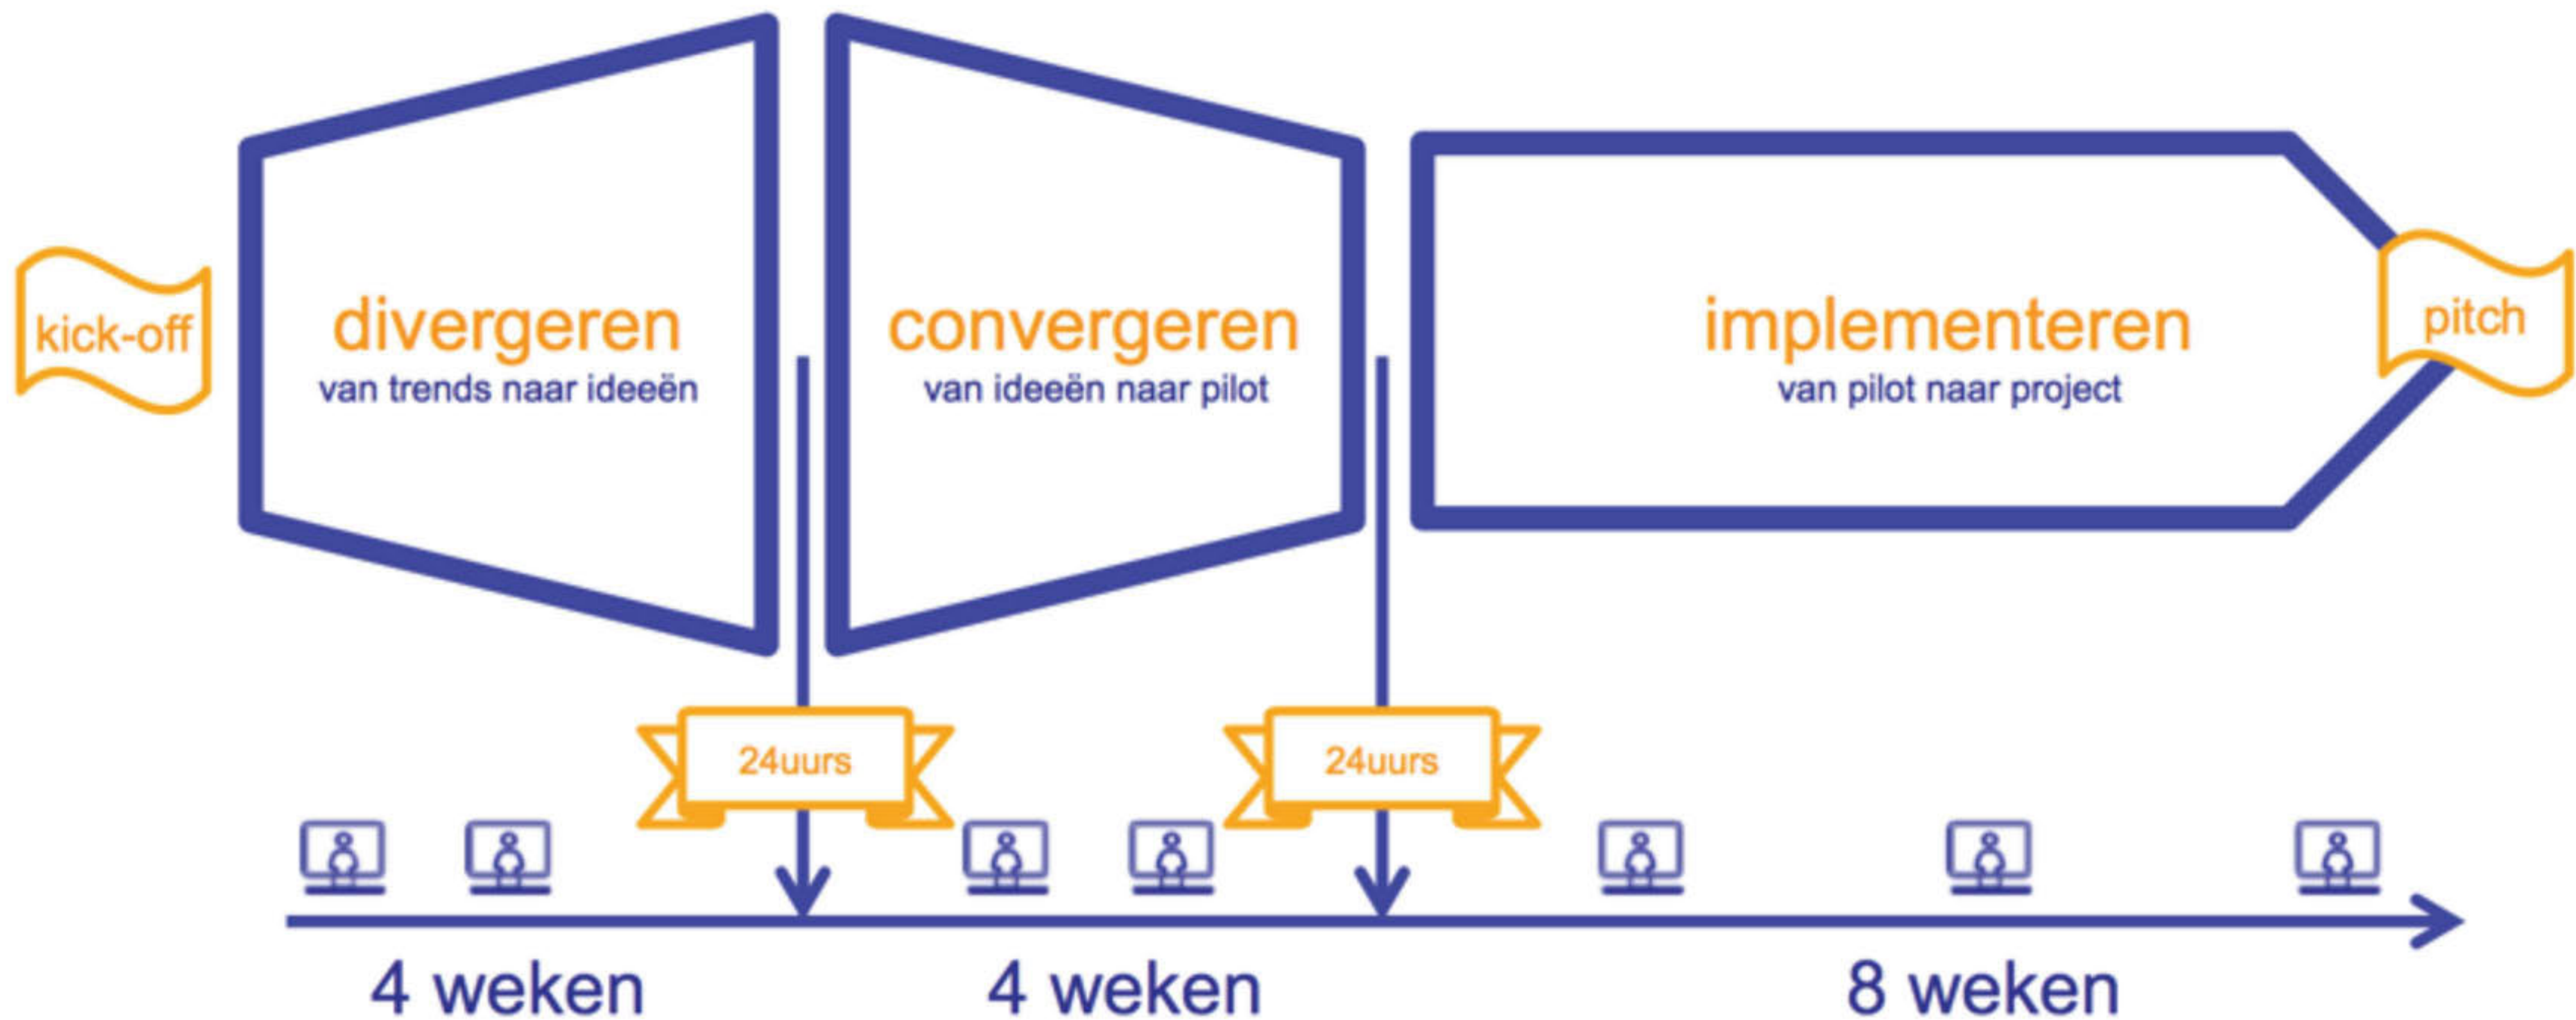 kick-off
divergeren
van trends naar ideeën
convergeren
van ideeën naar pilot
implementeren
van pilot naar project
pitch
24uurs
24uurs
4 weken
4 weken
8 weken